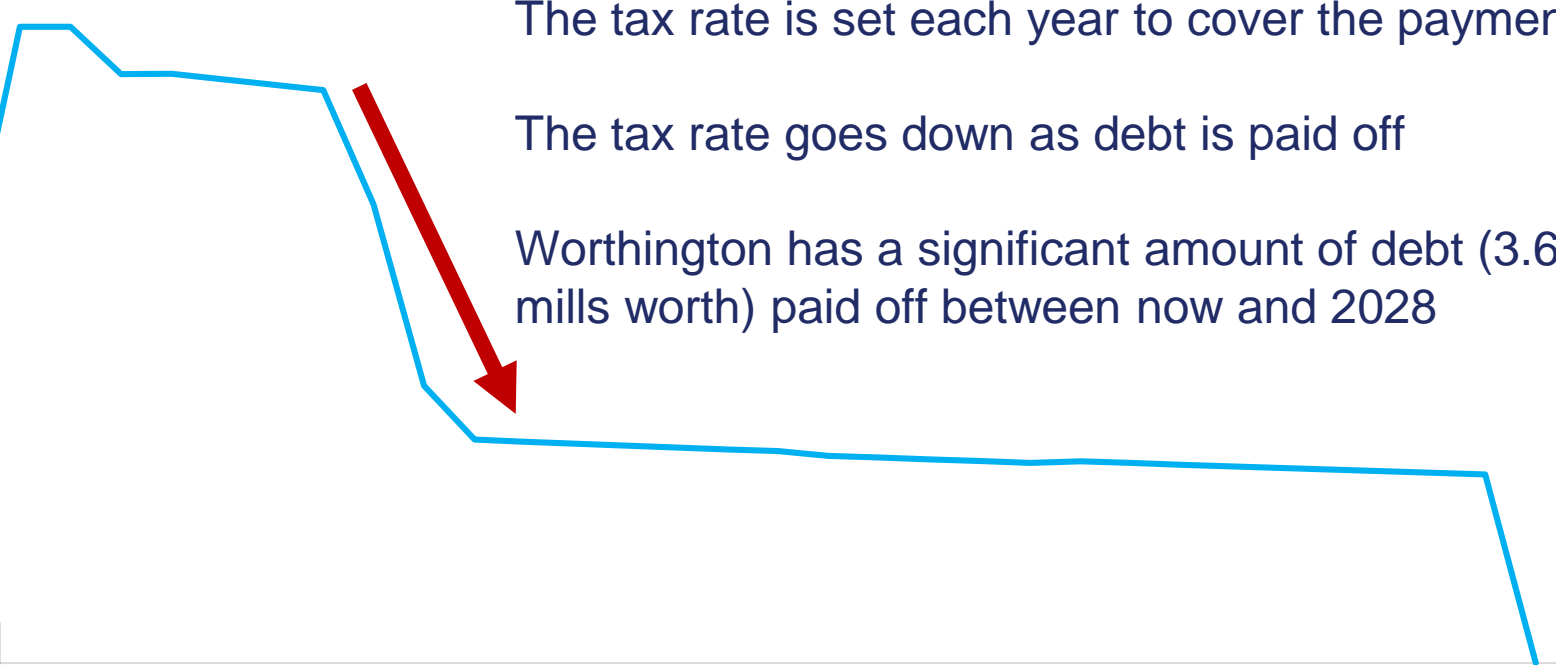 The tax rate is set each year to cover the
The tax rate goes down as debt is paid off
Worthington has a significant amount of debt (3.6
mills worth) paid off between now and 2028